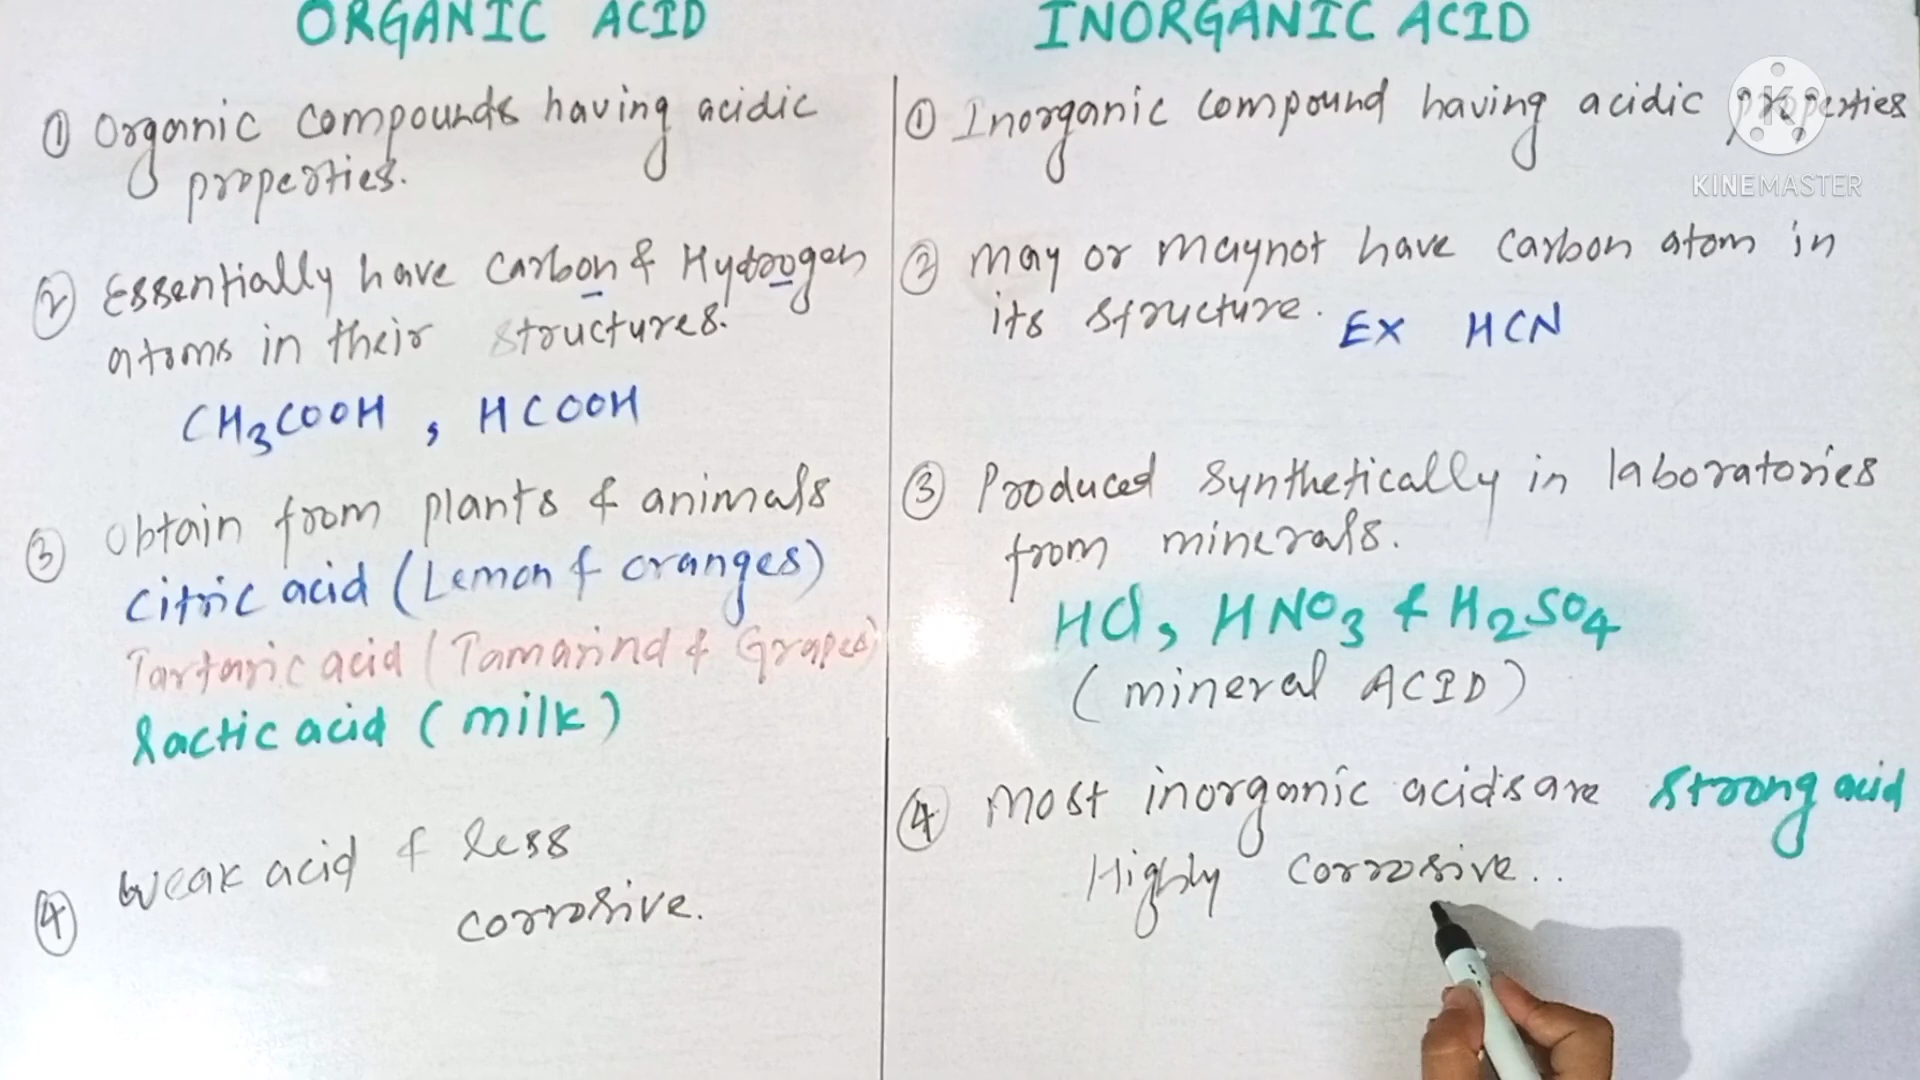 ORGANIC ACID
① Organic compounds having acidic
properties.
② Essentially have carbon & Hydrogen
atoms in their structures.
CH3COOH , HCOOH
③ Obtain from plants & animals
Citric acid (Lemon & oranges)
Tartaric acid (Tamarind & Grapes)
Lactic acid (milk)
④ Weak acid & less
corrosive.
INORGANIC ACID
① Inorganic compound having acidic properties
② May or maynot have carbon atom in
its structure. Ex HCN
③ Produced synthetically in laboratories
from minerals.
HCl, HNO3 & H2SO4
(mineral ACID)
④ Most inorganic acids are strong acid
Highly corrosive..
K
KINEMASTER